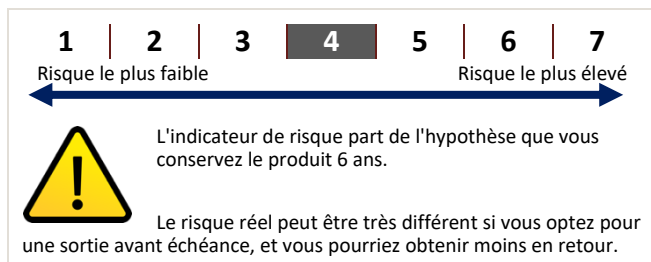 1 2 3 4 5 6 7
Risque le plus faible Risque le plus élevé
L'indicateur de risque part de l'hypothèse que vous
conservez le produit 6 ans.
Le risque réel peut être très différent si vous optez pour
une sortie avant échéance, et vous pourriez obtenir moins en retour.